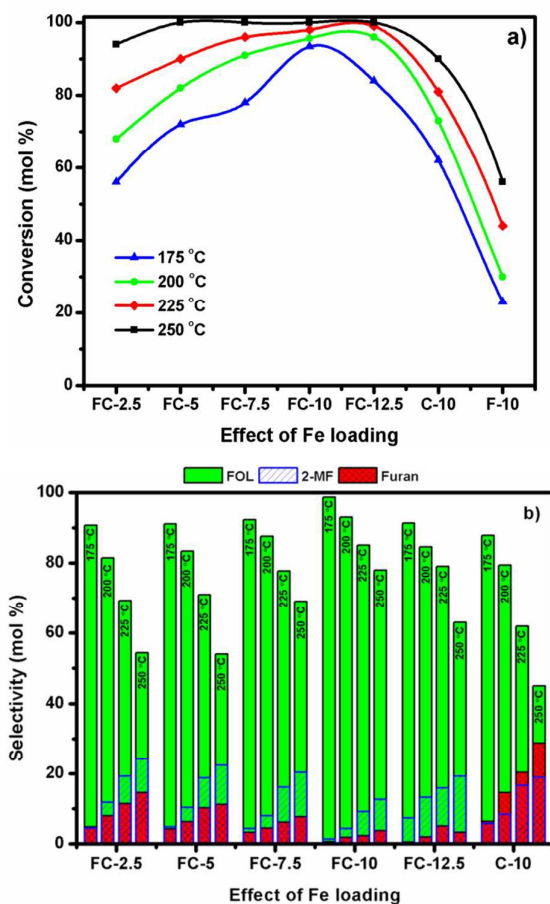 a)
Conversion (mol %)
100
80
60
40
20
0
175 °C
200 °C
225 °C
250 °C
FC-2.5 FC-5 FC-7.5 FC-10 FC-12.5 C-10 F-10
Effect of Fe loading
FOL 2-MF Furan
b)
Selectivity (mol %)
100
80
60
40
20
0
175 °C 200 °C 225 °C 250 °C 175 °C 200 °C 225 °C 250 °C 175 °C 200 °C 225 °C 250 °C 175 °C 200 °C 225 °C 250 °C 175 °C 200 °C 225 °C 250 °C 175 °C 200 °C 225 °C 250 °C
FC-2.5 FC-5 FC-7.5 FC-10 FC-12.5 C-10
Effect of Fe loading